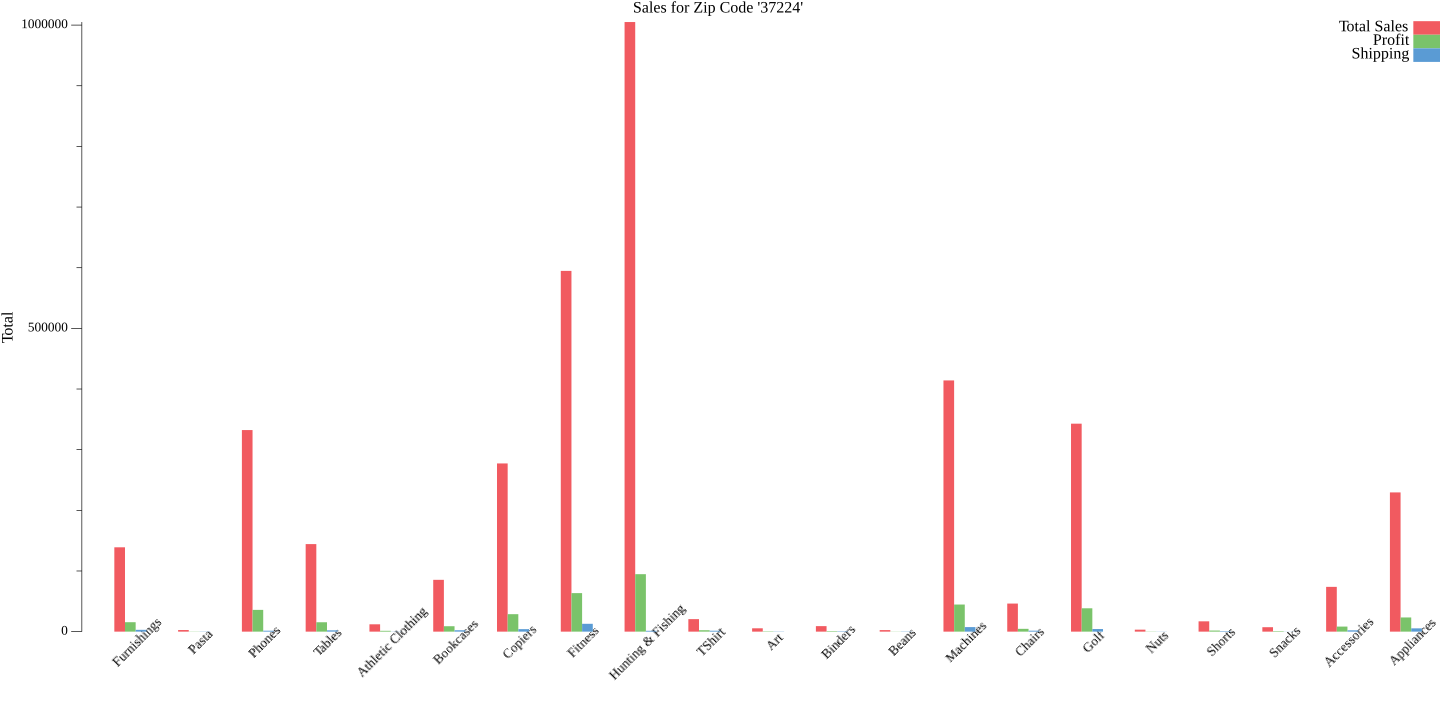 Sales for Zip Code '37224'
Total Sales
Profit
Shipping
Total
1000000
500000
0
Furnishings
Pasta
Phones
Tables
Athletic Clothing
Bookcases
Copiers
Fitness
Hunting & Fishing
TShirt
Art
Binders
Beans
Machines
Chairs
Golf
Nuts
Shorts
Snacks
Accessories
Appliances